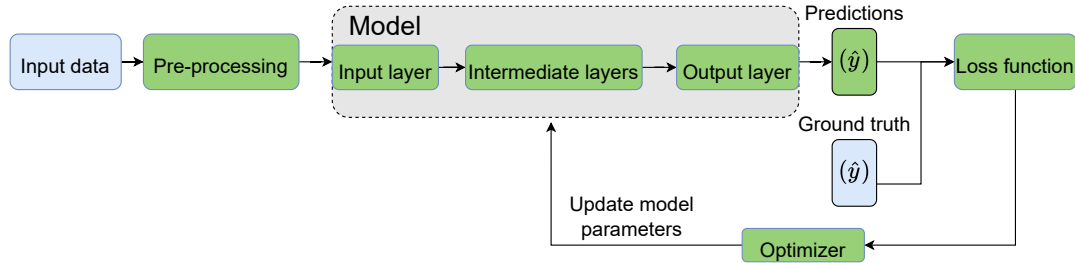 Model
Predictions
Input data
Pre-processing
Input layer
Intermediate layers
Output layer
(ŷ)
Loss function
Ground truth
(ŷ)
Update model
parameters
Optimizer